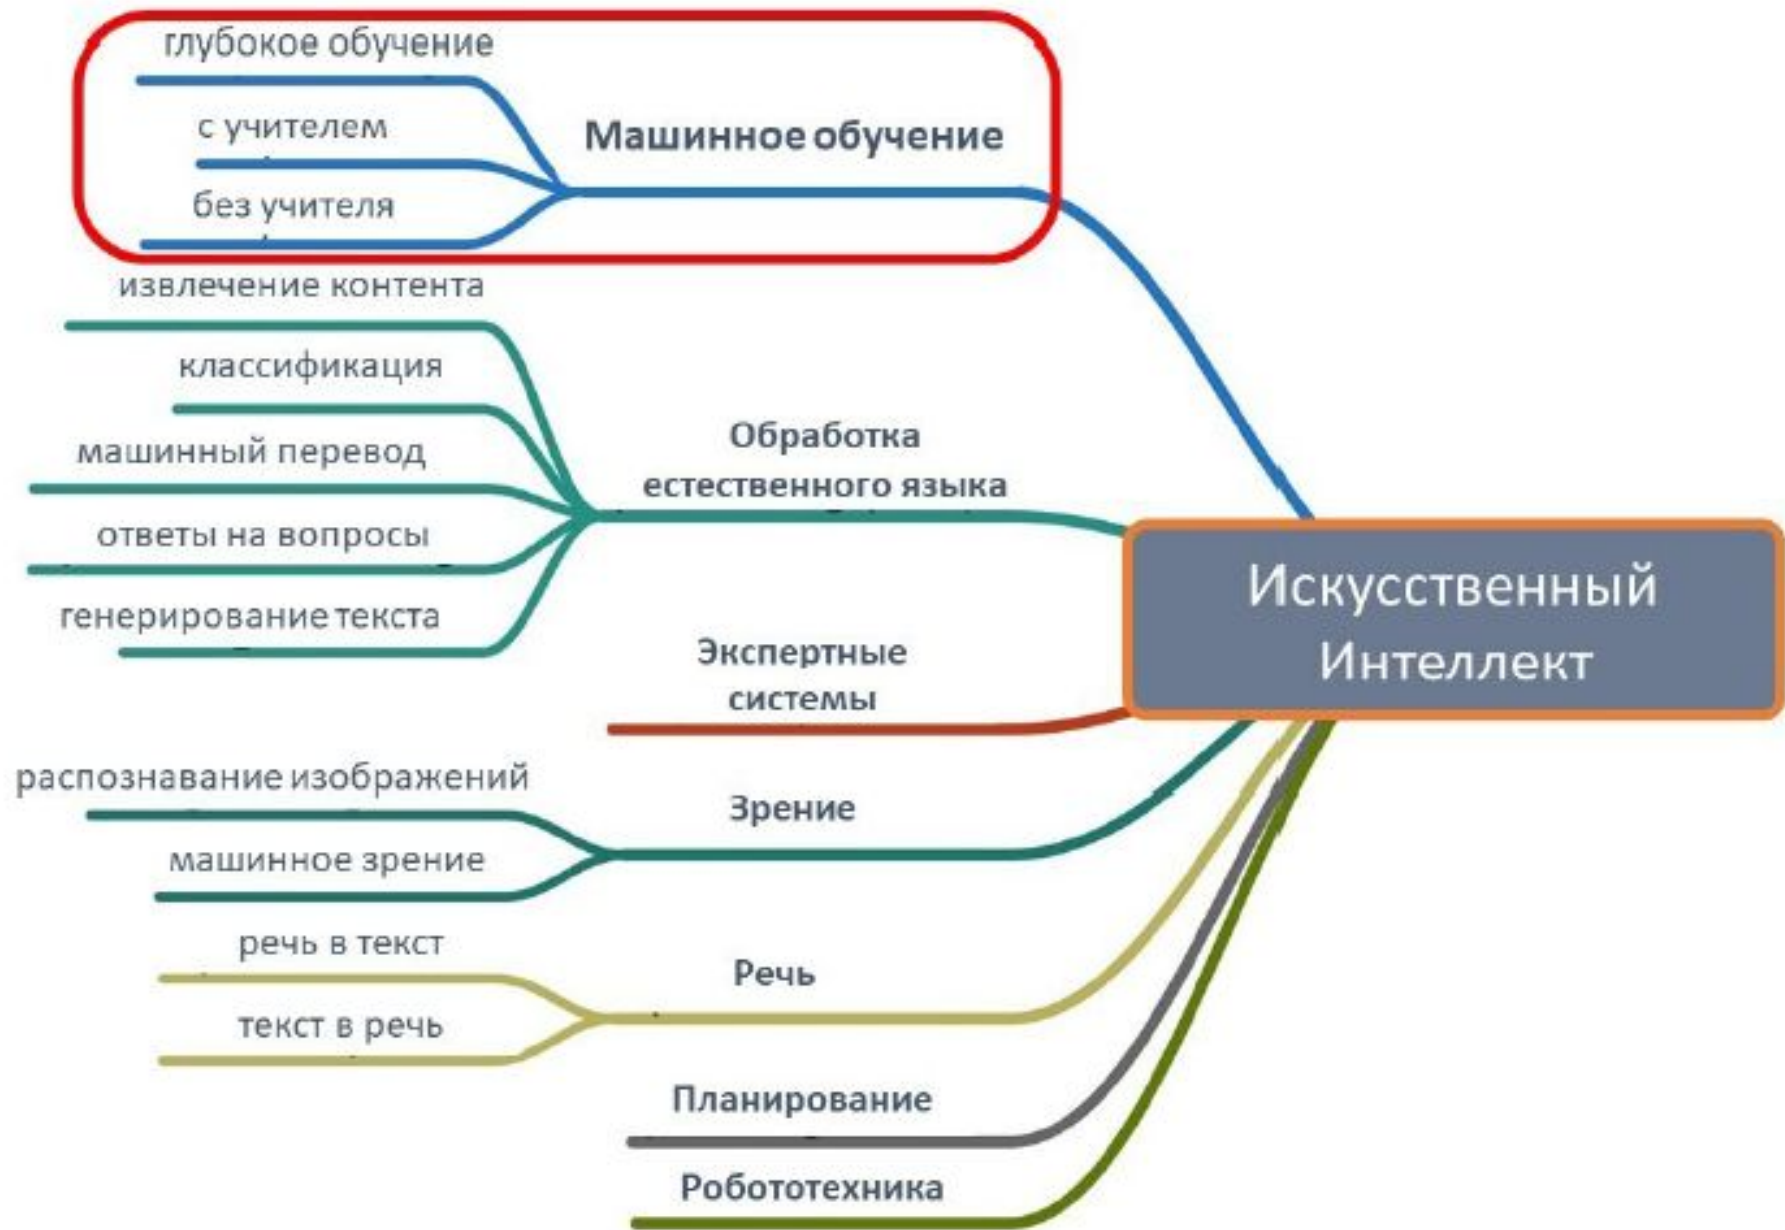 глубокое обучение
с учителем
без учителя
Машинное обучение
извлечение контента
классификация
машинный перевод
ответы на вопросы
генерирование текста
Обработка
естественного языка
Экспертные
системы
распознавание изображений
машинное зрение
Зрение
речь в текст
текст в речь
Речь
Планирование
Робототехника
Искусственный
Интеллект